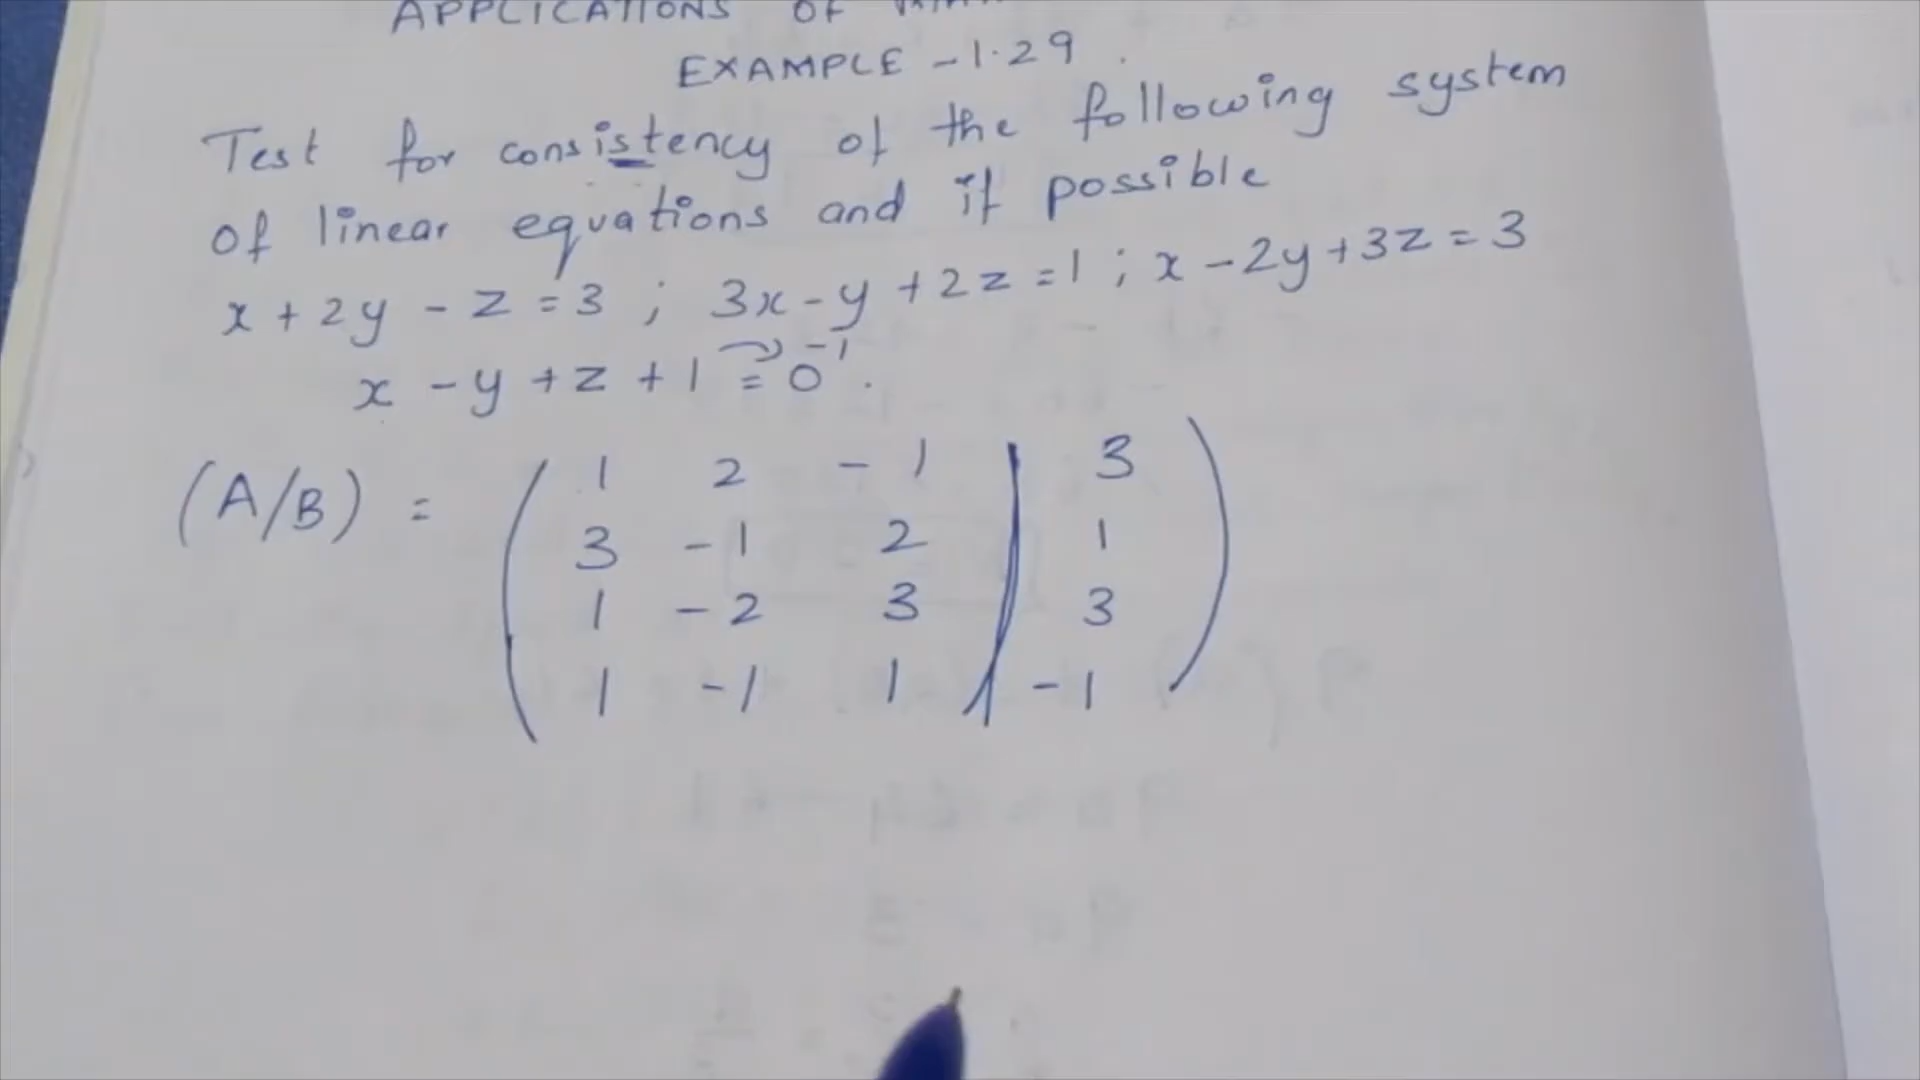 APPLICATIONS OF
EXAMPLE - 1.29.
Test for consistency of the following system
of linear equations and if possible
x + 2y - z = 3 ; 3x - y + 2z = 1 ; x - 2y + 3z = 3
x - y + z + 1 = 0 -1.
(A/B) = 1 2 -1 | 3
3 -1 2 | 1
1 -2 3 | 3
1 -1 1 | -1